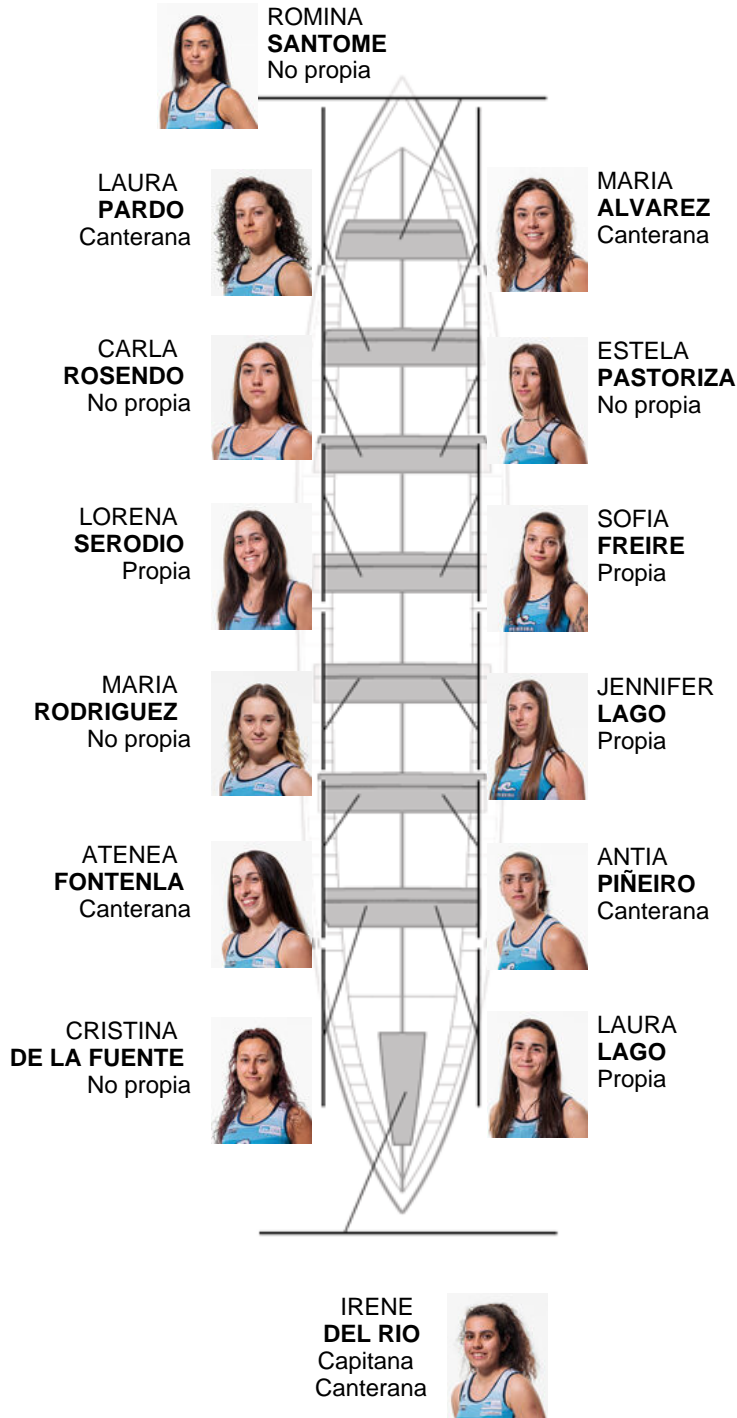 ROMINA
SANTOME
No propia
LAURA
PARDO
Canterana
MARIA
ALVAREZ
Canterana
CARLA
ROSENDO
No propia
ESTELA
PASTORIZA
No propia
LORENA
SERODIO
Propia
SOFIA
FREIRE
Propia
MARIA
RODRIGUEZ
No propia
JENNIFER
LAGO
Propia
ATENEA
FONTENLA
Canterana
ANTIA
PIÑEIRO
Canterana
CRISTINA
DE LA FUENTE
No propia
LAURA
LAGO
Propia
IRENE
DEL RIO
Capitana
Canterana